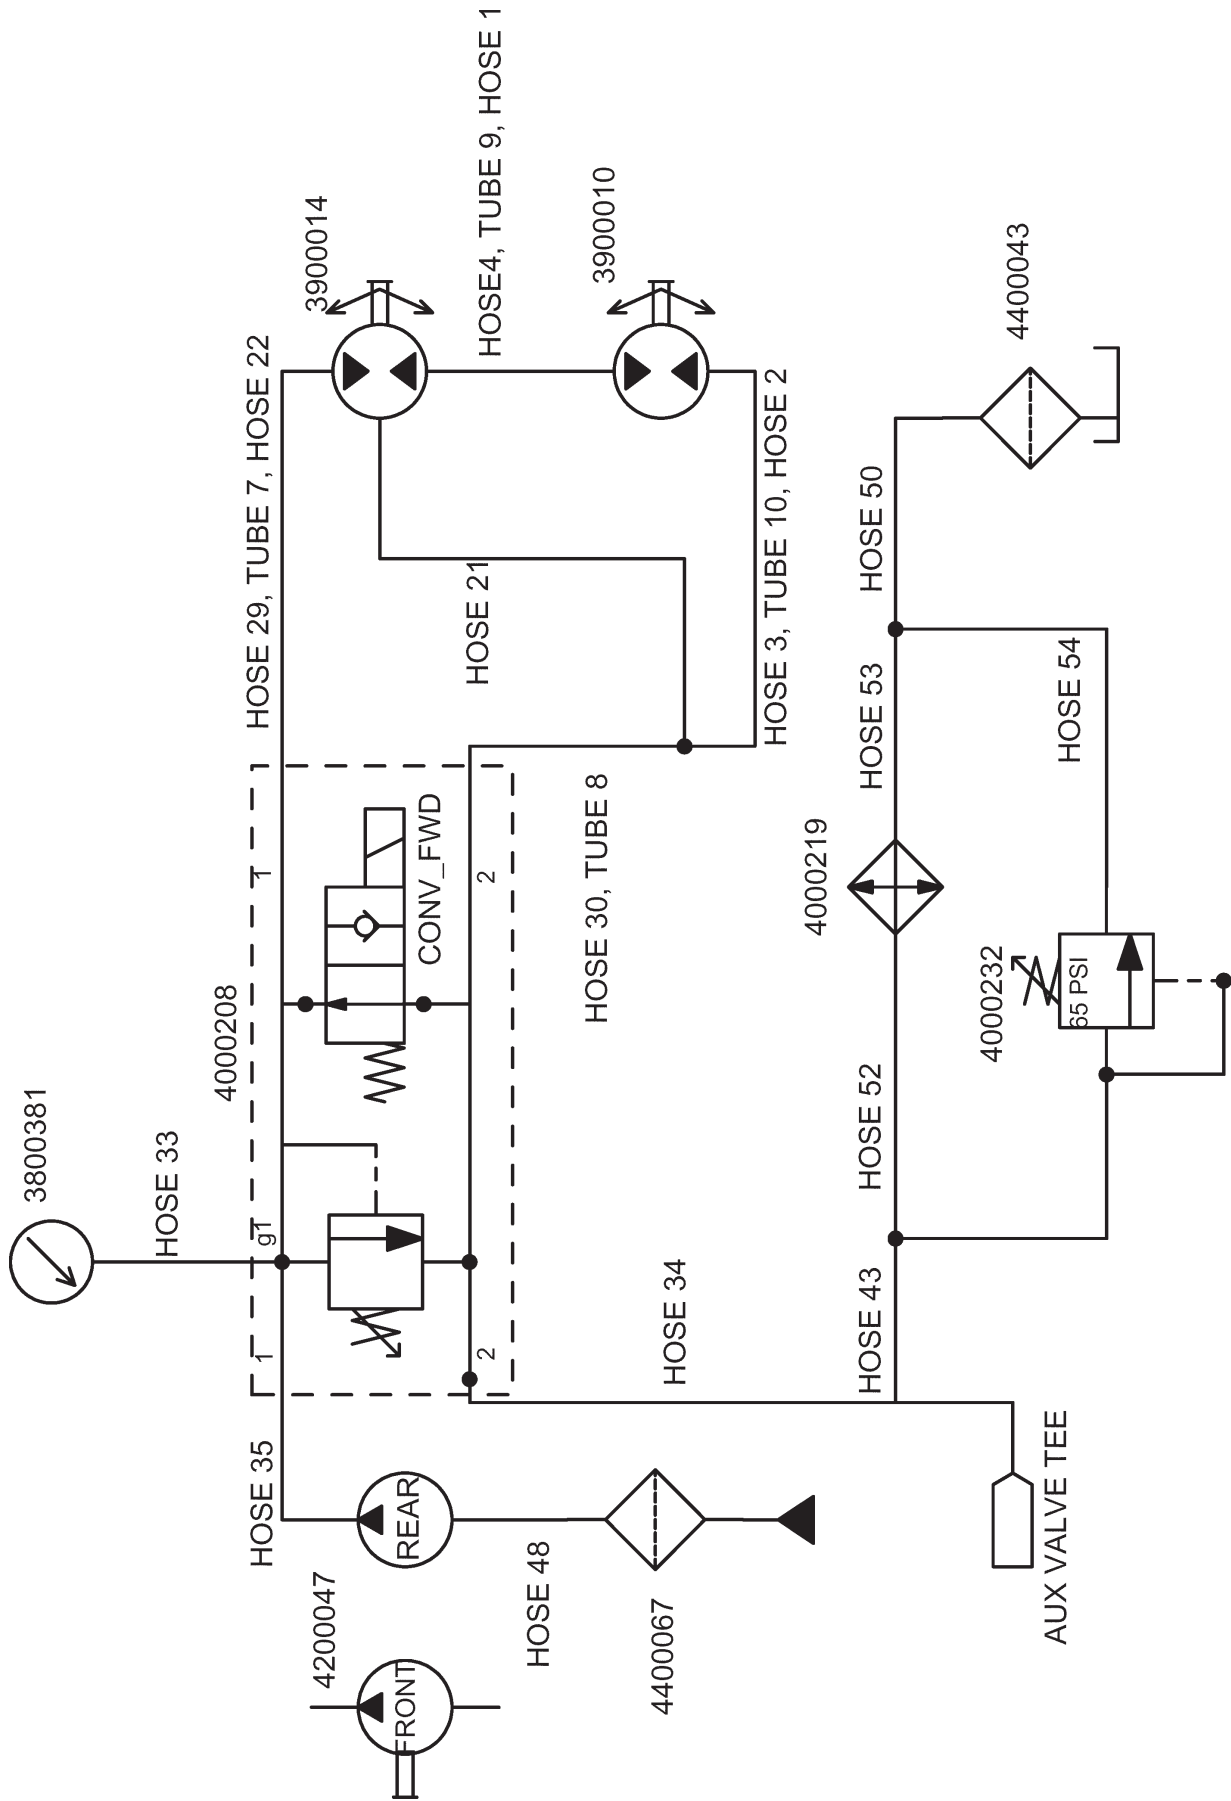 3800381
HOSE 33
4000208
HOSE 35
1
g1
1
HOSE 29, TUBE 7, HOSE 22
3900014
HOSE4, TUBE 9, HOSE 1
3900010
CONV_FWD
2
2
HOSE 21
HOSE 30, TUBE 8
HOSE 3, TUBE 10, HOSE 2
4200047
FRONT
REAR
HOSE 48
4400067
HOSE 34
HOSE 43
HOSE 52
4000219
HOSE 53
HOSE 50
4400043
4000232
65 PSI
HOSE 54
AUX VALVE TEE